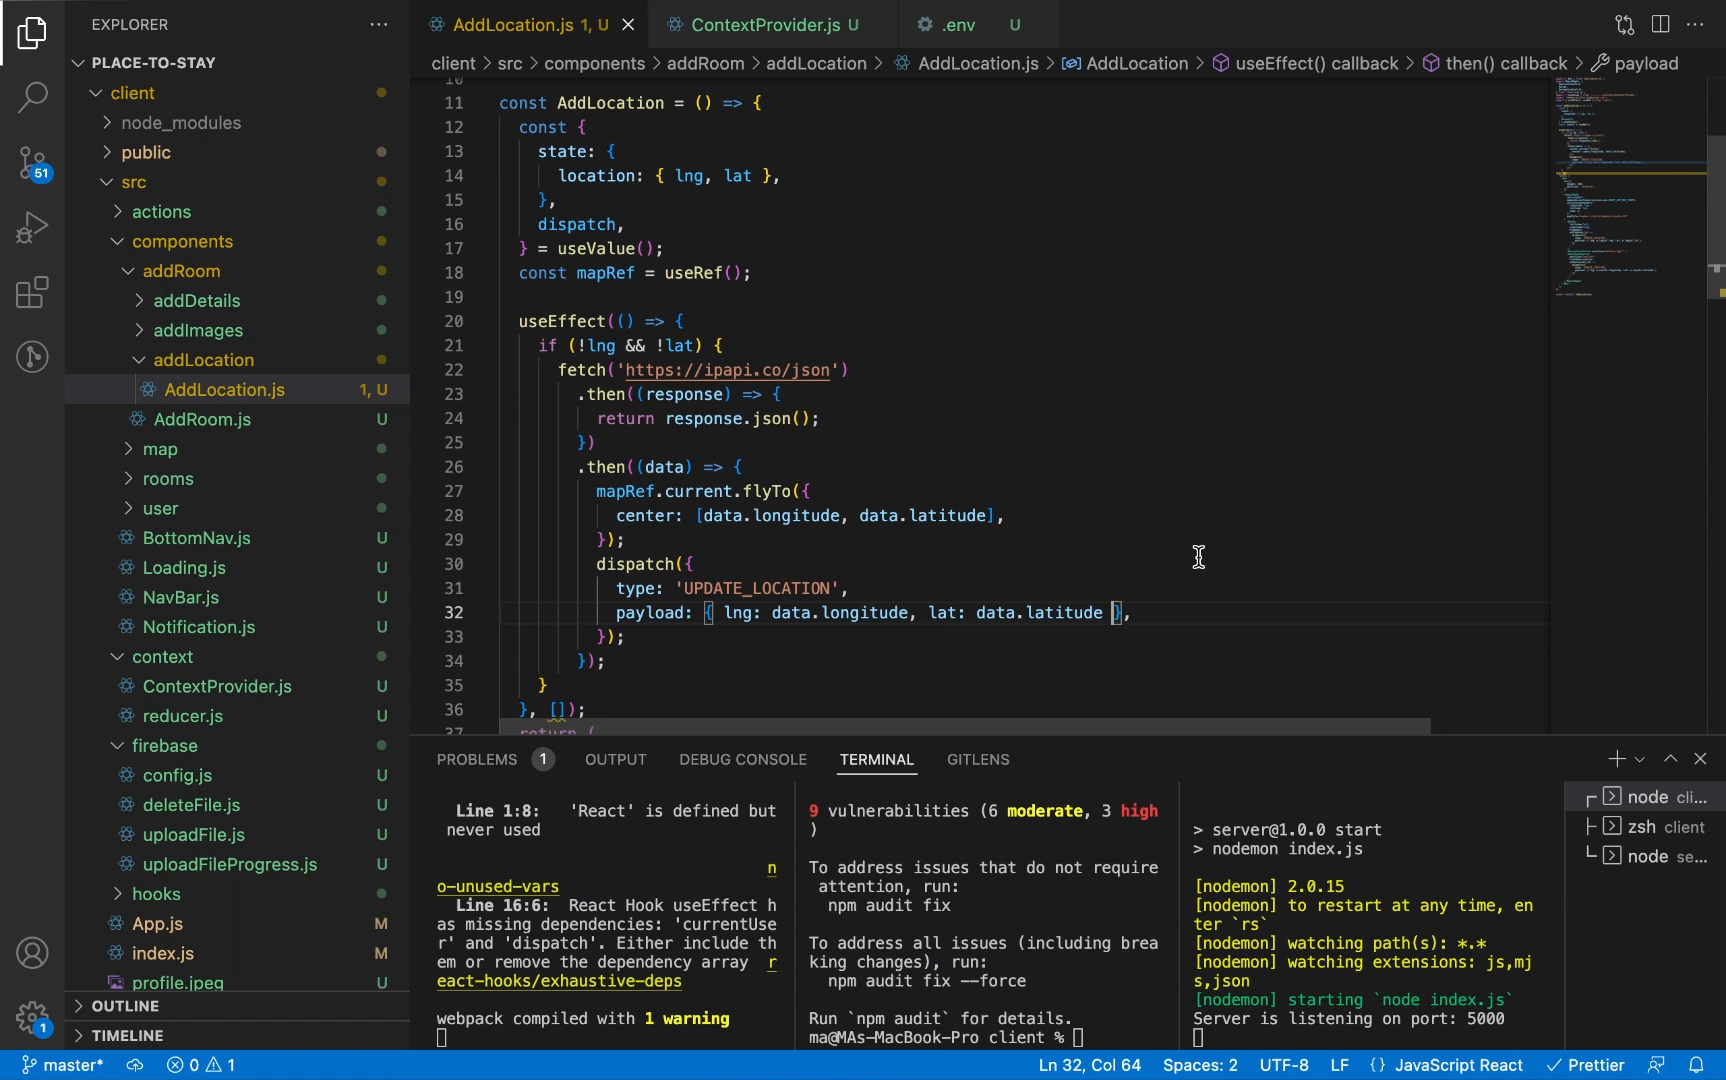 EXPLORER
PLACE-TO-STAY
client
node_modules
public
src
actions
components
addRoom
addDetails
addImages
addLocation
AddLocation.js 1, U
AddRoom.js U
map
rooms
user
BottomNav.js U
Loading.js U
NavBar.js U
Notification.js U
context
ContextProvider.js U
reducer.js U
firebase
config.js U
deleteFile.js U
uploadFile.js U
uploadFileProgress.js U
hooks
App.js M
index.js M
profile.jpeg U
OUTLINE
TIMELINE
51
1
AddLocation.js 1, U
ContextProvider.js U
.env U
client > src > components > addRoom > addLocation > AddLocation.js > AddLocation > useEffect() callback > then() callback > payload
10
11 const AddLocation = () => {
12 const {
13 state: {
14 location: { lng, lat },
15 },
16 dispatch,
17 } = useValue();
18 const mapRef = useRef();
19
20 useEffect(() => {
21 if (!lng && !lat) {
22 fetch('https://ipapi.co/json')
23 .then((response) => {
24 return response.json();
25 })
26 .then((data) => {
27 mapRef.current.flyTo({
28 center: [data.longitude, data.latitude],
29 });
30 dispatch({
31 type: 'UPDATE_LOCATION',
32 payload: { lng: data.longitude, lat: data.latitude },
33 });
34 });
35 }
36 }, []);
37 return (
PROBLEMS 1 OUTPUT DEBUG CONSOLE TERMINAL GITLENS
Line 1:8: 'React' is defined but
never used
n
o-unused-vars
Line 16:6: React Hook useEffect h
as missing dependencies: 'currentUse
r' and 'dispatch'. Either include th
em or remove the dependency array r
eact-hooks/exhaustive-deps
webpack compiled with 1 warning
9 vulnerabilities (6 moderate, 3 high
)
To address issues that do not require
attention, run:
npm audit fix
To address all issues (including brea
king changes), run:
npm audit fix --force
Run `npm audit` for details.
ma@MAs-MacBook-Pro client %
> server@1.0.0 start
> nodemon index.js
[nodemon] 2.0.15
[nodemon] to restart at any time, en
ter `rs`
[nodemon] watching path(s): *.*
[nodemon] watching extensions: js,mj
s,json
[nodemon] starting `node index.js`
Server is listening on port: 5000
node cli...
zsh client
node se...
master* 0 1
Ln 32, Col 64 Spaces: 2 UTF-8 LF {} JavaScript React Prettier